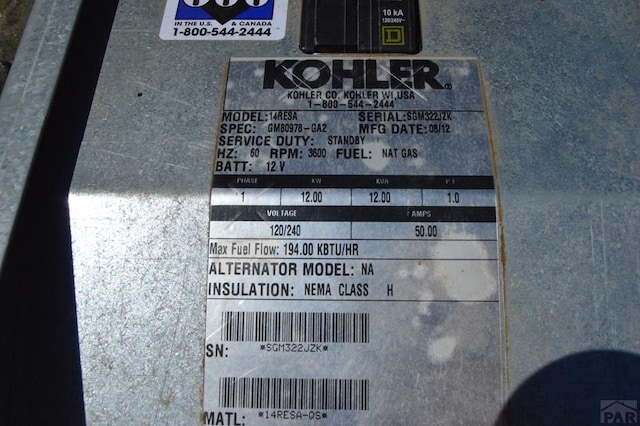 IN THE U.S. & CANADA
1-800-544-2444
10 kA
120/240V~
D
KOHLER®
KOHLER CO. KOHLER WI,USA
1-800-544-2444
MODEL: 14RESA SERIAL: SGM322JZK
SPEC: GM80978-GA2 MFG DATE: 08/12
SERVICE DUTY: STANDBY
HZ: 60 RPM: 3600 FUEL: NAT GAS
BATT: 12 V
PHASE KW KVA P.F
1 12.00 12.00 1.0
VOLTAGE AMPS
120/240 50.00
Max Fuel Flow: 194.00 KBTU/HR
ALTERNATOR MODEL: NA
INSULATION: NEMA CLASS H
SN: *SGM322JZK*
MATL: *14RESA-QS*
PAR